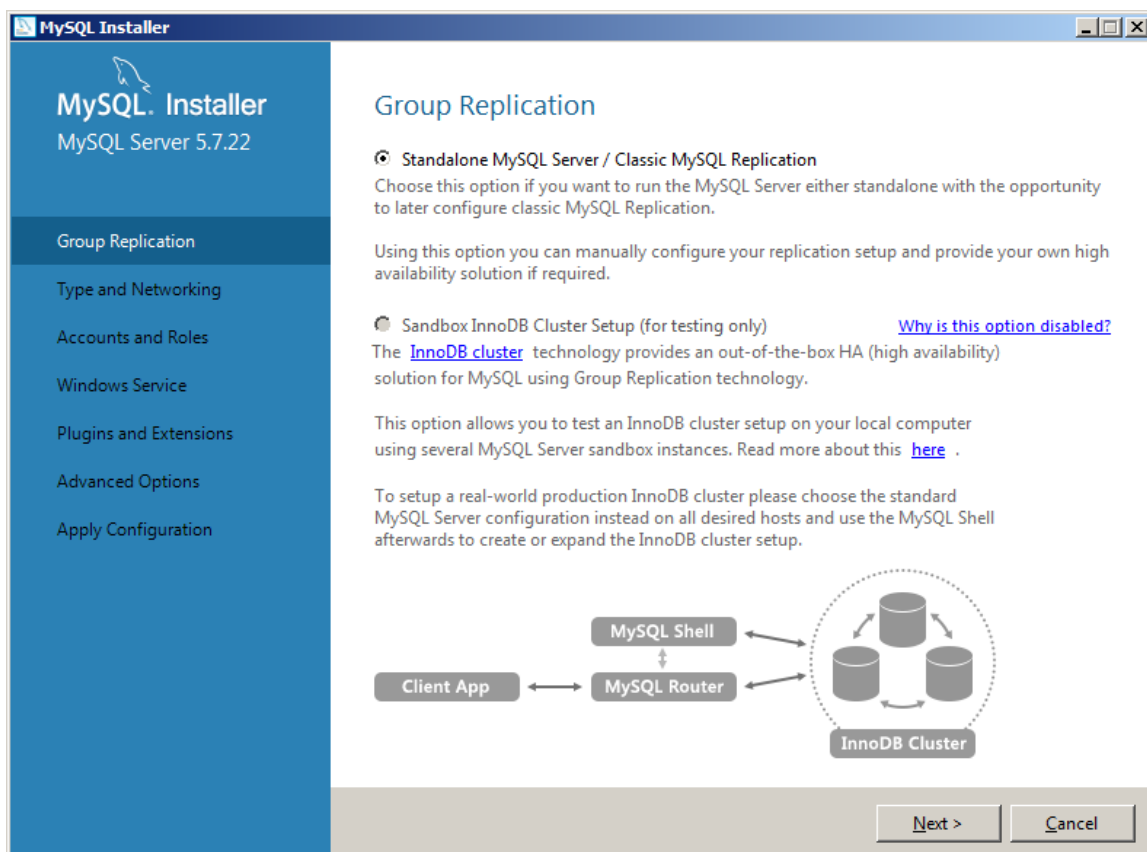 MySQL Installer
MySQL. Installer
MySQL Server 5.7.22
Group Replication
Type and Networking
Accounts and Roles
Windows Service
Plugins and Extensions
Advanced Options
Apply Configuration
Group Replication
Standalone MySQL Server / Classic MySQL Replication
Choose this option if you want to run the MySQL Server either standalone with the opportunity
to later configure classic MySQL Replication.
Using this option you can manually configure your replication setup and provide your own high
availability solution if required.
Sandbox InnoDB Cluster Setup (for testing only) Why is this option disabled?
The InnoDB cluster technology provides an out-of-the-box HA (high availability)
solution for MySQL using Group Replication technology.
This option allows you to test an InnoDB cluster setup on your local computer
using several MySQL Server sandbox instances. Read more about this here .
To setup a real-world production InnoDB cluster please choose the standard
MySQL Server configuration instead on all desired hosts and use the MySQL Shell
afterwards to create or expand the InnoDB cluster setup.
MySQL Shell
Client App MySQL Router
InnoDB Cluster
Next > Cancel